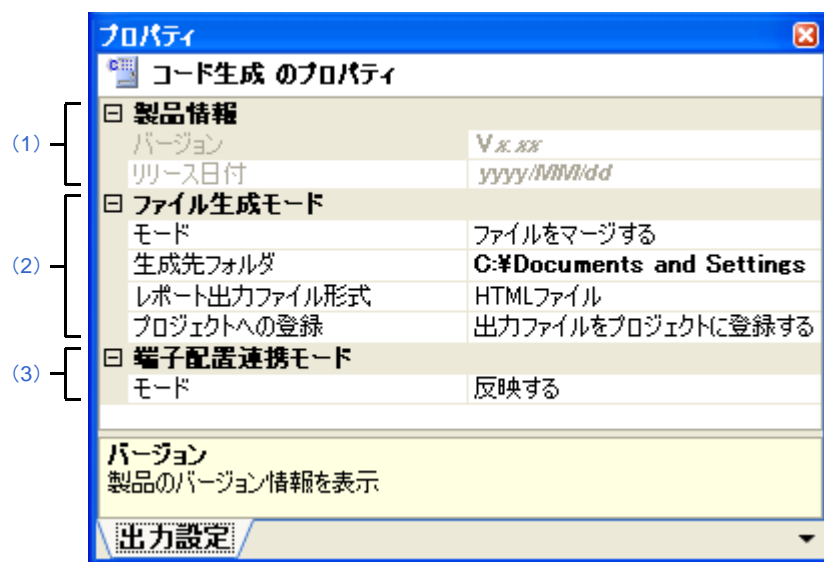 プロパティ
コード生成 のプロパティ
(1)
製品情報
バージョン Vx.xx
リリース日付 yyyy/MM/dd
(2)
ファイル生成モード
モード ファイルをマージする
生成先フォルダ C:¥Documents and Settings
レポート出力ファイル形式 HTMLファイル
プロジェクトへの登録 出力ファイルをプロジェクトに登録する
(3)
端子配置連携モード
モード 反映する
バージョン
製品のバージョン情報を表示
出力設定